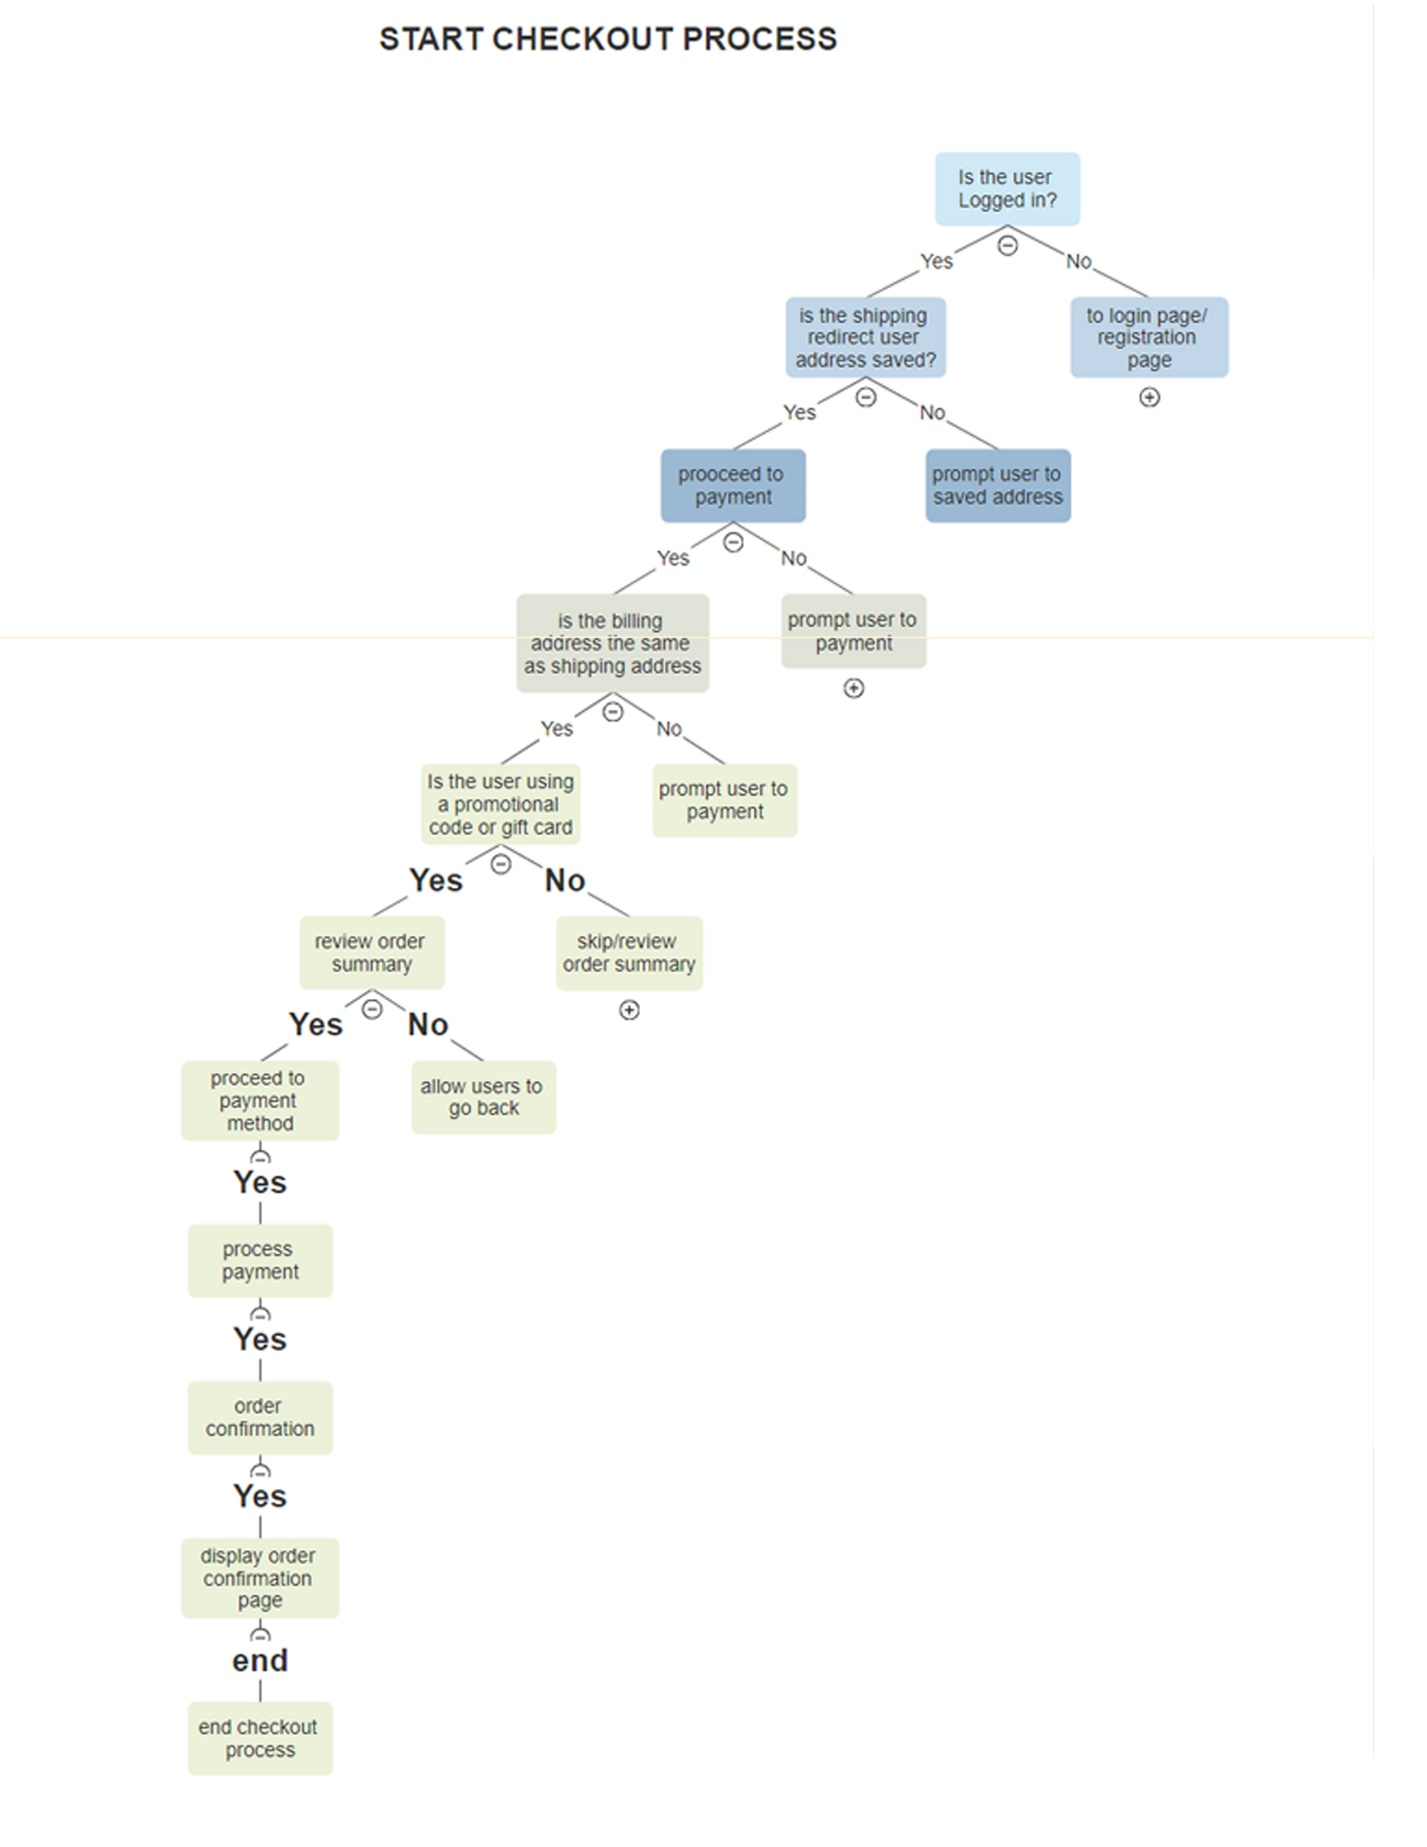 START CHECKOUT PROCESS
Is the user
Logged in?
Yes
No
is the shipping
redirect user
address saved?
to login page/
registration
page
Yes
No
prooceed to
payment
prompt user to
saved address
Yes
No
is the billing
address the same
as shipping address
prompt user to
payment
Yes
No
Is the user using
a promotional
code or gift card
prompt user to
payment
Yes
No
review order
summary
skip/review
order summary
Yes
No
proceed to
payment
method
allow users to
go back
Yes
process
payment
Yes
order
confirmation
Yes
display order
confirmation
page
end
end checkout
process